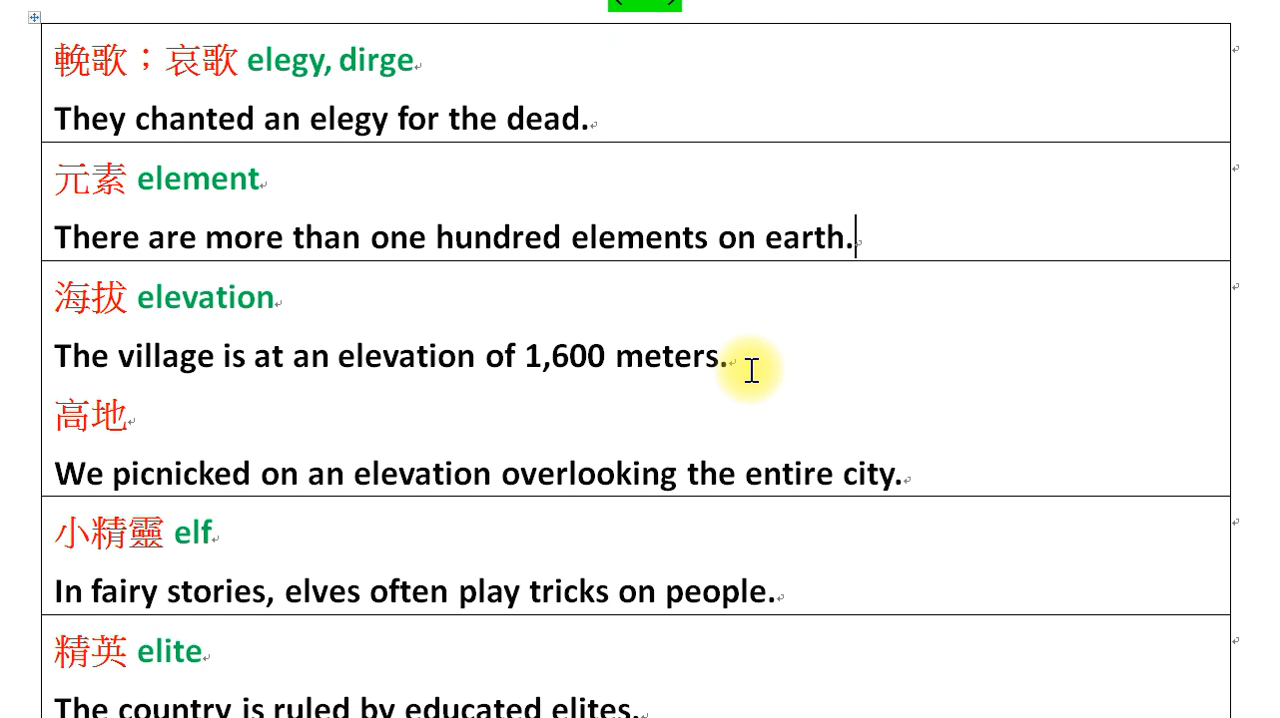 輓歌；哀歌 elegy, dirge
They chanted an elegy for the dead.
元素 element
There are more than one hundred elements on earth.
海拔 elevation
The village is at an elevation of 1,600 meters.
高地
We picnicked on an elevation overlooking the entire city.
小精靈 elf
In fairy stories, elves often play tricks on people.
精英 elite
The country is ruled by educated elites.